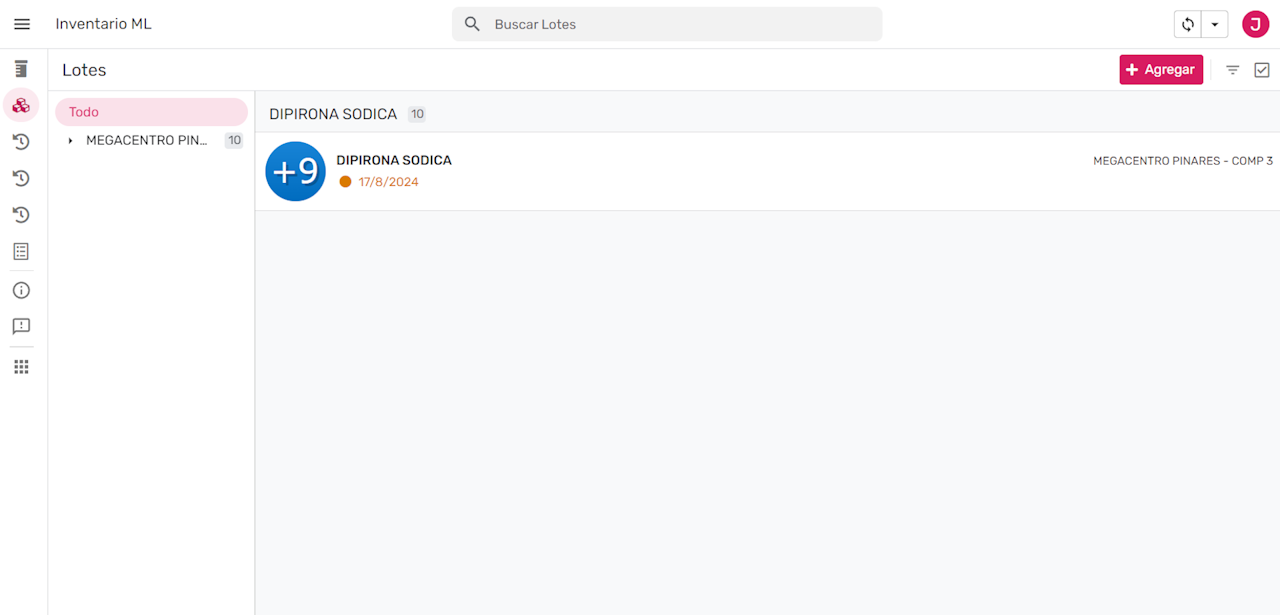 Inventario ML
Buscar Lotes
J
Lotes
Agregar
Todo
MEGACENTRO PIN... 10
DIPIRONA SODICA 10
+9
DIPIRONA SODICA
MEGACENTRO PINARES - COMP 3
17/8/2024